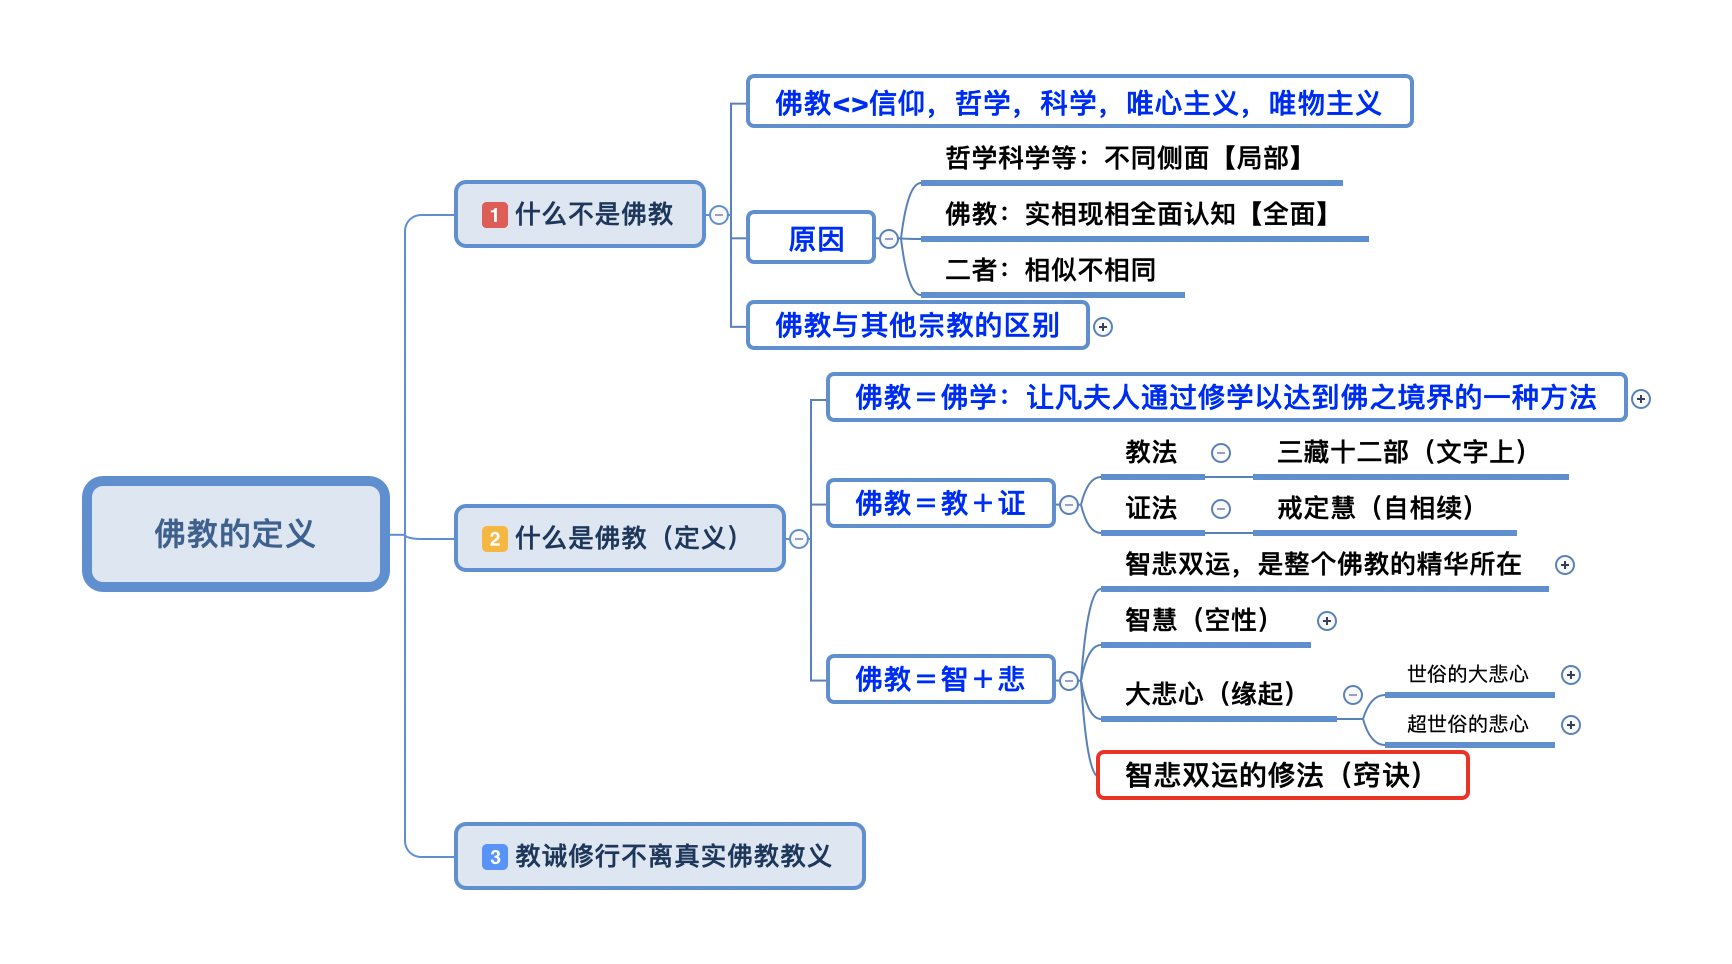 佛教的定义
1 什么不是佛教
佛教<>信仰，哲学，科学，唯心主义，唯物主义
原因
哲学科学等：不同侧面【局部】
佛教：实相现相全面认知【全面】
二者：相似不相同
佛教与其他宗教的区别
2 什么是佛教（定义）
佛教＝佛学：让凡夫人通过修学以达到佛之境界的一种方法
佛教＝教＋证
教法
三藏十二部（文字上）
证法
戒定慧（自相续）
佛教＝智＋悲
智悲双运，是整个佛教的精华所在
智慧（空性）
大悲心（缘起）
世俗的大悲心
超世俗的悲心
智悲双运的修法（窍诀）
3 教诫修行不离真实佛教教义